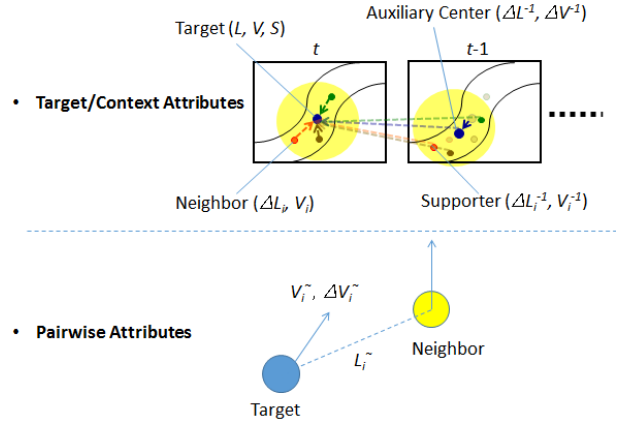 Auxiliary Center (ΔL⁻¹, ΔV⁻¹)
Target (L, V, S)
t
t-1
• Target/Context Attributes
Neighbor (ΔLᵢ, Vᵢ)
Supporter (ΔLᵢ⁻¹, Vᵢ⁻¹)
Vᵢ~, ΔVᵢ~
• Pairwise Attributes
Neighbor
Lᵢ~
Target